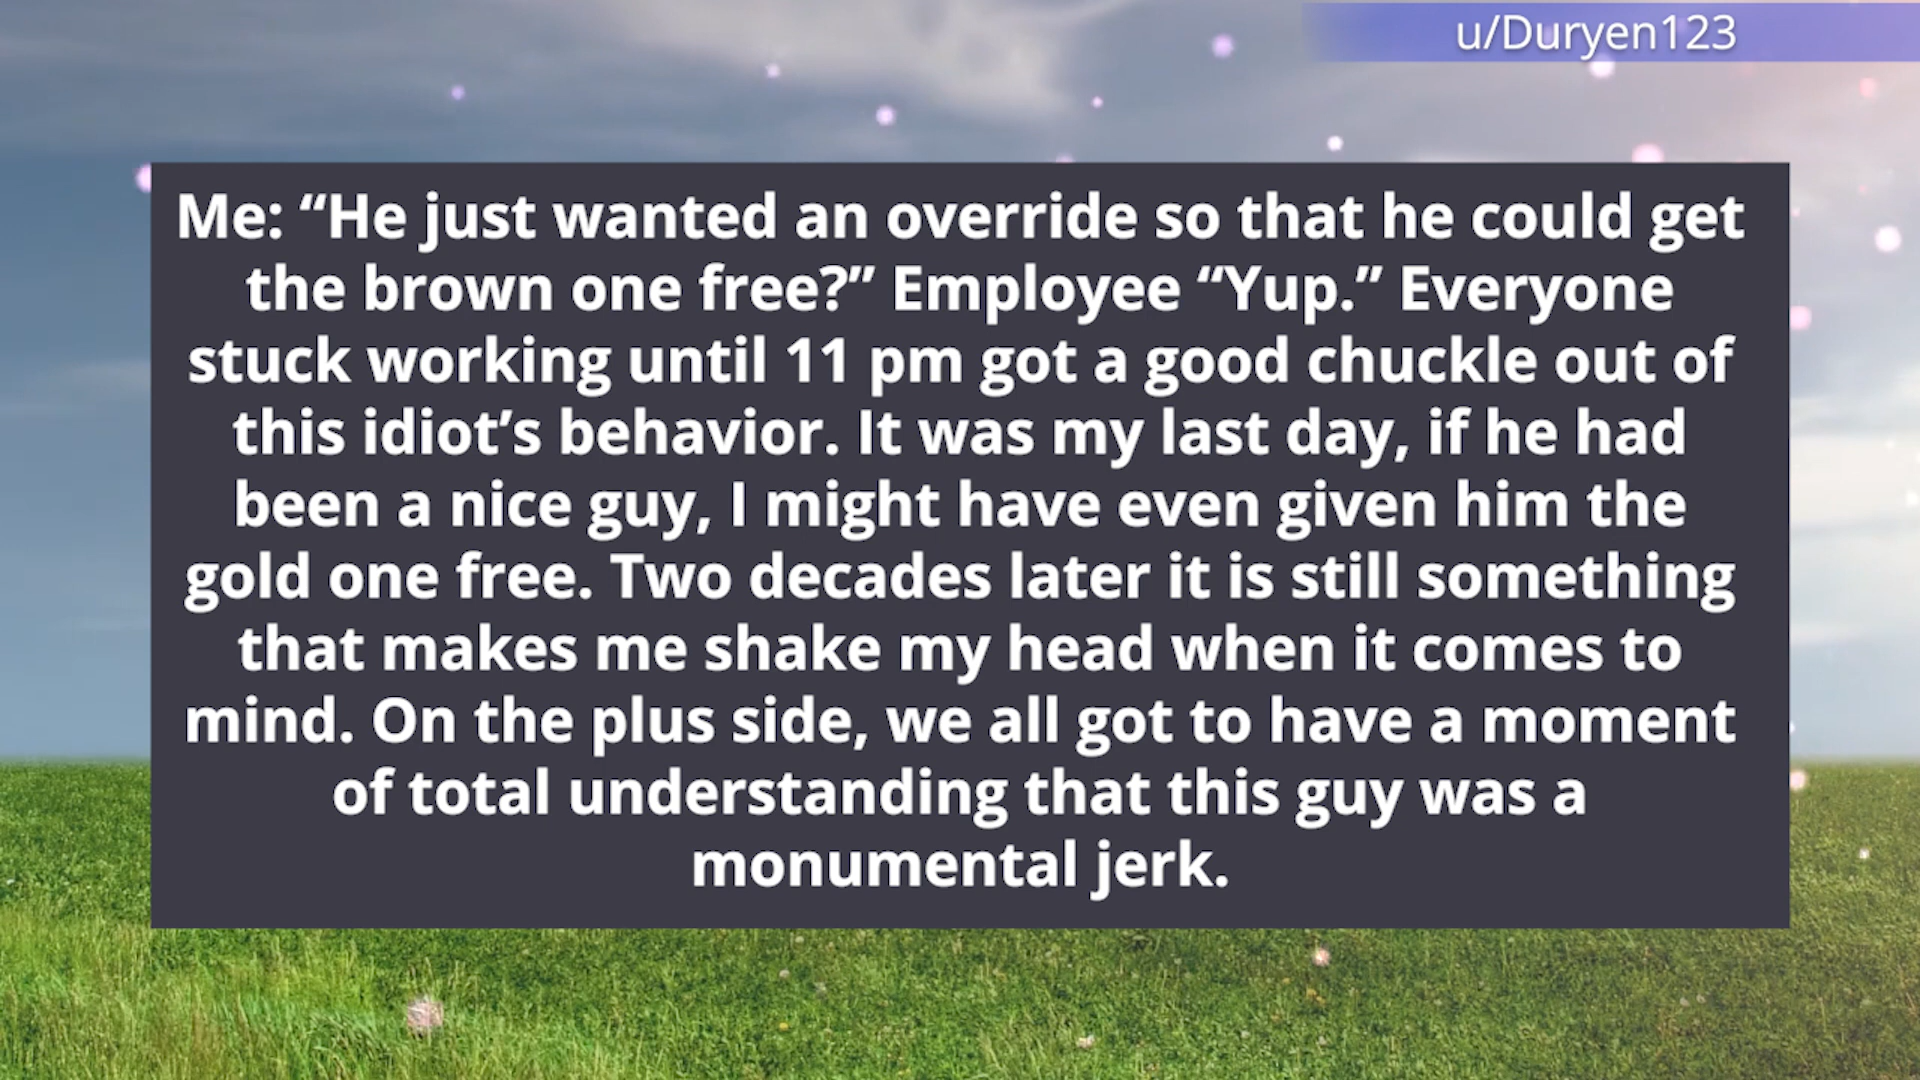 u/Duryen123
Me: “He just wanted an override so that he could get
the brown one free?” Employee “Yup.” Everyone
stuck working until 11 pm got a good chuckle out of
this idiot’s behavior. It was my last day, if he had
been a nice guy, I might have even given him the
gold one free. Two decades later it is still something
that makes me shake my head when it comes to
mind. On the plus side, we all got to have a moment
of total understanding that this guy was a
monumental jerk.